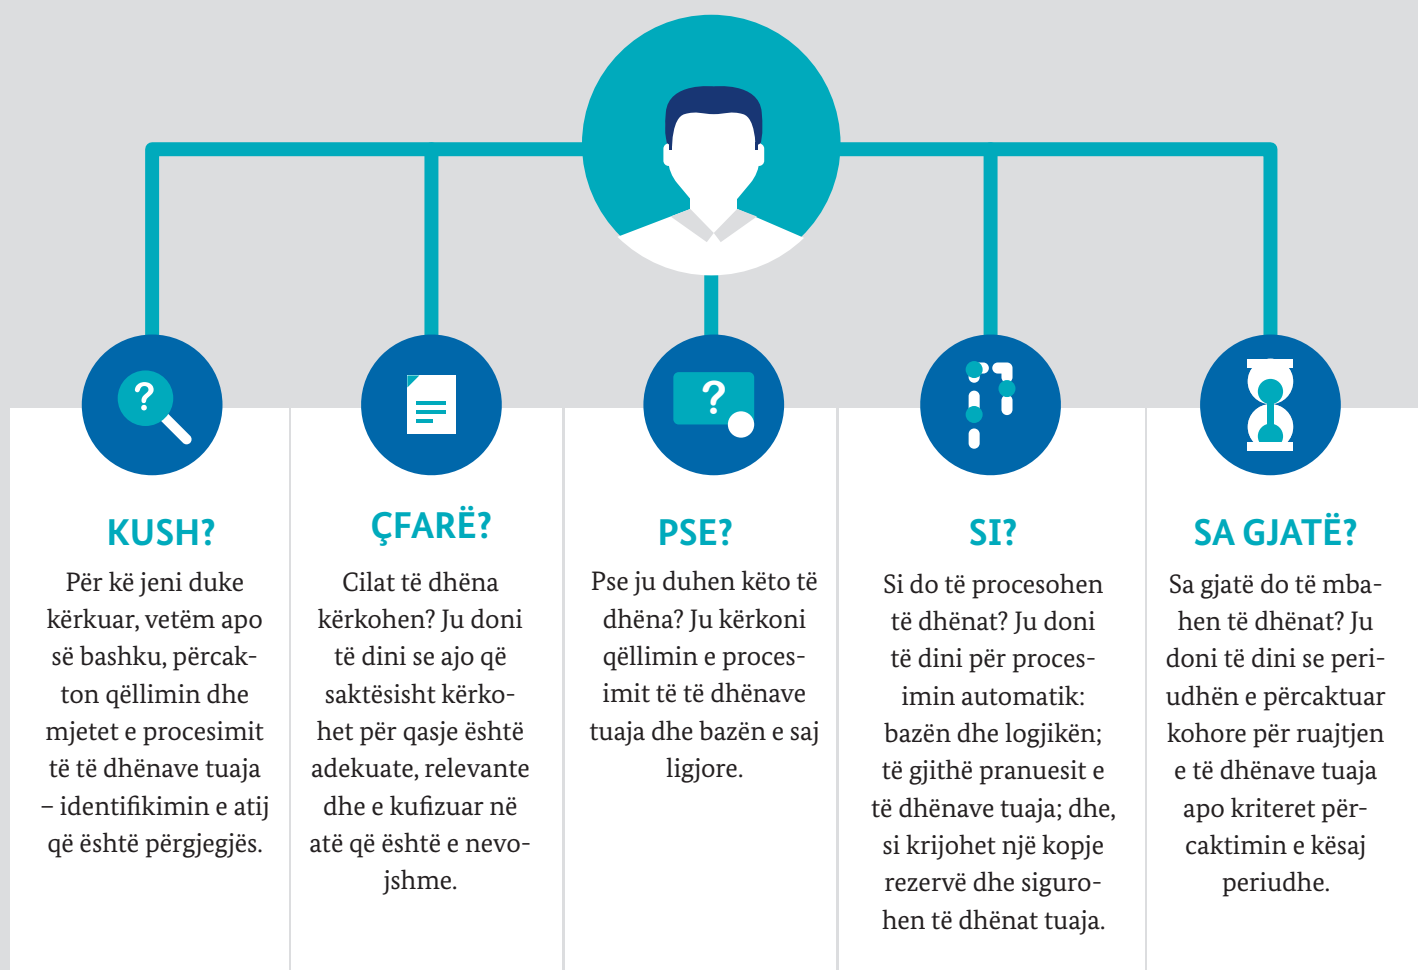 ?
?
KUSH?
Për kë jeni duke
kërkuar, vetëm apo
së bashku, përcak-
ton qëllimin dhe
mjetet e procesimit
të të dhënave tuaja
– identifikimin e atij
që është përgjegjës.
ÇFARË?
Cilat të dhëna
kërkohen? Ju doni
të dini se ajo që
saktësisht kërko-
het për qasje është
adekuate, relevante
dhe e kufizuar në
atë që është e nevo-
jshme.
PSE?
Pse ju duhen këto të
dhëna? Ju kërkoni
qëllimin e proces-
imit të të dhënave
tuaja dhe bazën e saj
ligjore.
SI?
Si do të procesohen
të dhënat? Ju doni
të dini për proces-
imin automatik:
bazën dhe logjikën;
të gjithë pranuesit e
të dhënave tuaja; dhe,
si krijohet një kopje
rezervë dhe siguro-
hen të dhënat tuaja.
SA GJATË?
Sa gjatë do të mba-
hen të dhënat? Ju
doni të dini se peri-
udhën e përcaktuar
kohore për ruajtjen
e të dhënave tuaja
apo kriteret për-
caktimin e kësaj
periudhe.